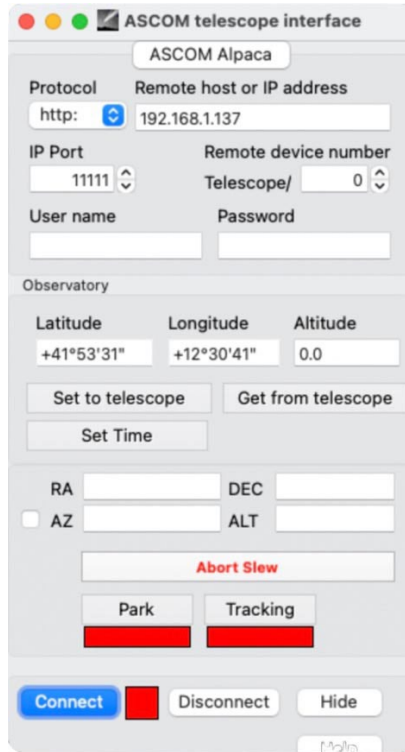 ASCOM telescope interface
ASCOM Alpaca
Protocol Remote host or IP address
http: 192.168.1.137
IP Port Remote device number
11111 Telescope/ 0
User name Password
Observatory
Latitude Longitude Altitude
+41°53'31" +12°30'41" 0.0
Set to telescope Get from telescope
Set Time
RA DEC
AZ ALT
Abort Slew
Park Tracking
Connect Disconnect Hide
Help